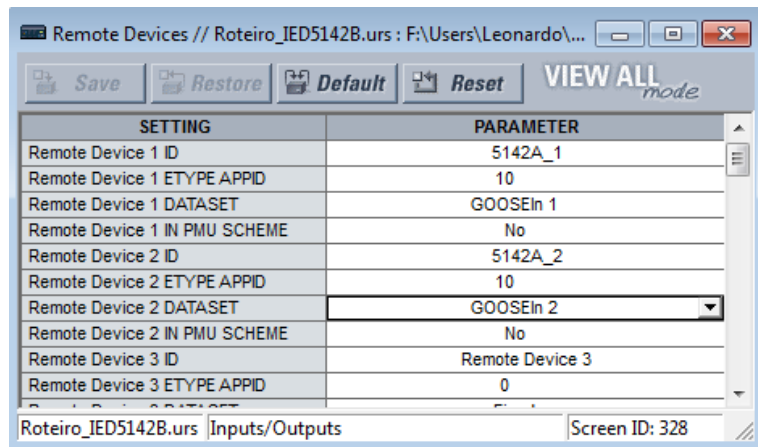 Remote Devices // Roteiro_IED5142B.urs : F:\Users\Leonardo\...
Save Restore Default Reset VIEW ALL mode
SETTING PARAMETER
Remote Device 1 ID 5142A_1
Remote Device 1 ETYPE APPID 10
Remote Device 1 DATASET GOOSEIn 1
Remote Device 1 IN PMU SCHEME No
Remote Device 2 ID 5142A_2
Remote Device 2 ETYPE APPID 10
Remote Device 2 DATASET GOOSEIn 2
Remote Device 2 IN PMU SCHEME No
Remote Device 3 ID Remote Device 3
Remote Device 3 ETYPE APPID 0
Roteiro_IED5142B.urs Inputs/Outputs Screen ID: 328